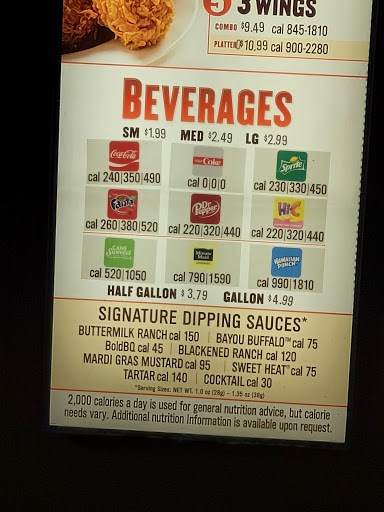 5 3 WINGS
COMBO $9.49 cal 845-1810
PLATTER $10.99 cal 900-2280
BEVERAGES
SM $1.99 MED $2.49 LG $2.99
Coca-Cola Coke Sprite
cal 240|350|490 cal 0|0|0 cal 230|330|450
Fanta Dr Pepper Hi-C
cal 260|380|520 cal 220|320|440 cal 220|320|440
CANE Sweeet Minute Maid HAWAIIAN PUNCH
cal 520|1050 cal 790|1590 cal 990|1810
HALF GALLON $3.79 GALLON $4.99
SIGNATURE DIPPING SAUCES*
BUTTERMILK RANCH cal 150 | BAYOU BUFFALO™ cal 75
BoldBQ cal 45 | BLACKENED RANCH cal 120
MARDI GRAS MUSTARD cal 95 | SWEET HEAT® cal 75
TARTAR cal 140 | COCKTAIL cal 30
*Serving Sizes: NET WT. 1.0 oz (28g) - 1.35 oz (38g)
2,000 calories a day is used for general nutrition advice, but calorie
needs vary. Additional nutrition Information is available upon request.